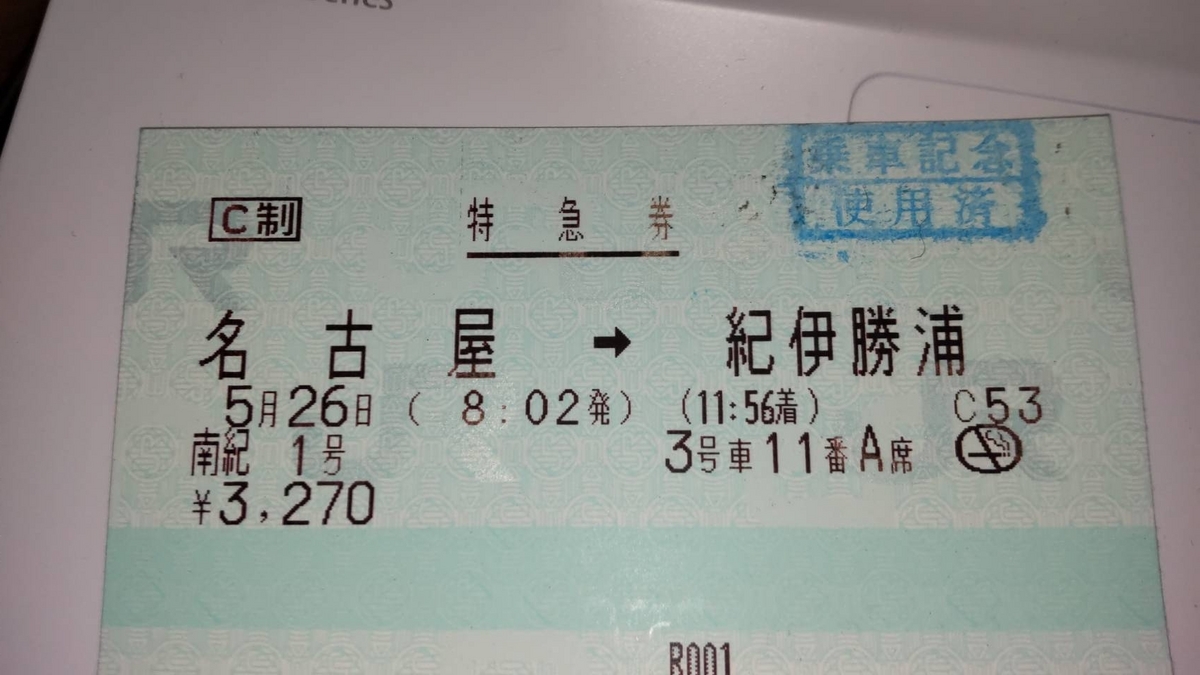 C制 特急券
乗車記念
使用済
名古屋 ➡ 紀伊勝浦
5月26日 ( 8:02発) (11:56着) C53
南紀 1号 3号車11番A席
¥3,270
R001